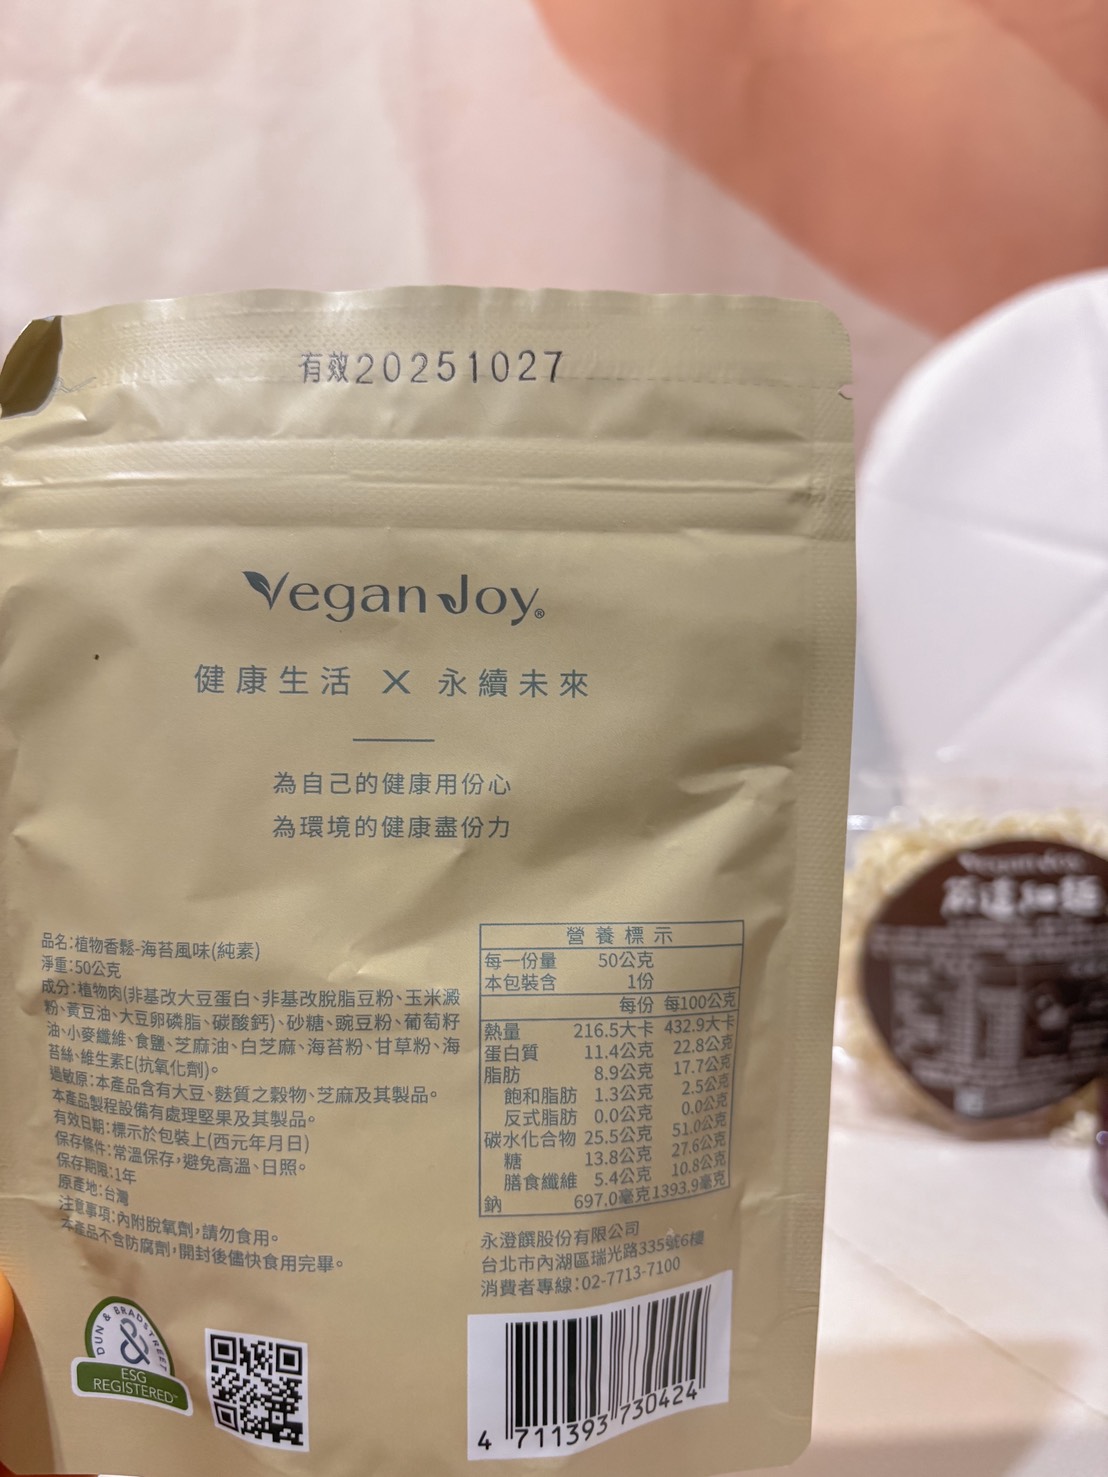 有效20251027
Vegan Joy®
健康生活 X 永續未來
為自己的健康用份心
為環境的健康盡份力
品名:植物香鬆-海苔風味(純素)
淨重:50公克
成分:植物肉(非基改大豆蛋白、非基改脫脂豆粉、玉米澱
粉、黃豆油、大豆卵磷脂、碳酸鈣)、砂糖、豌豆粉、葡萄籽
油、小麥纖維、食鹽、芝麻油、白芝麻、海苔粉、甘草粉、海
苔絲、維生素E(抗氧化劑)。
過敏原:本產品含有大豆、麩質之穀物、芝麻及其製品。
本產品製程設備有處理堅果及其製品。
有效日期:標示於包裝上(西元年月日)
保存條件:常溫保存,避免高溫、日照。
保存期限:1年
原產地:台灣
注意事項:內附脫氧劑,請勿食用。
本產品不含防腐劑,開封後儘快食用完畢。
營養標示
每一份量 50公克
本包裝含 1份
每份 每100公克
熱量 216.5大卡 432.9大卡
蛋白質 11.4公克 22.8公克
脂肪 8.9公克 17.7公克
飽和脂肪 1.3公克 2.5公克
反式脂肪 0.0公克 0.0公克
碳水化合物 25.5公克 51.0公克
糖 13.8公克 27.6公克
膳食纖維 5.4公克 10.8公克
鈉 697.0毫克 1393.9毫克
永澄饌股份有限公司
台北市內湖區瑞光路335號6樓
消費者專線:02-7713-7100
DUN & BRADSTREET
&
ESG
REGISTERED™
4 711393 730424